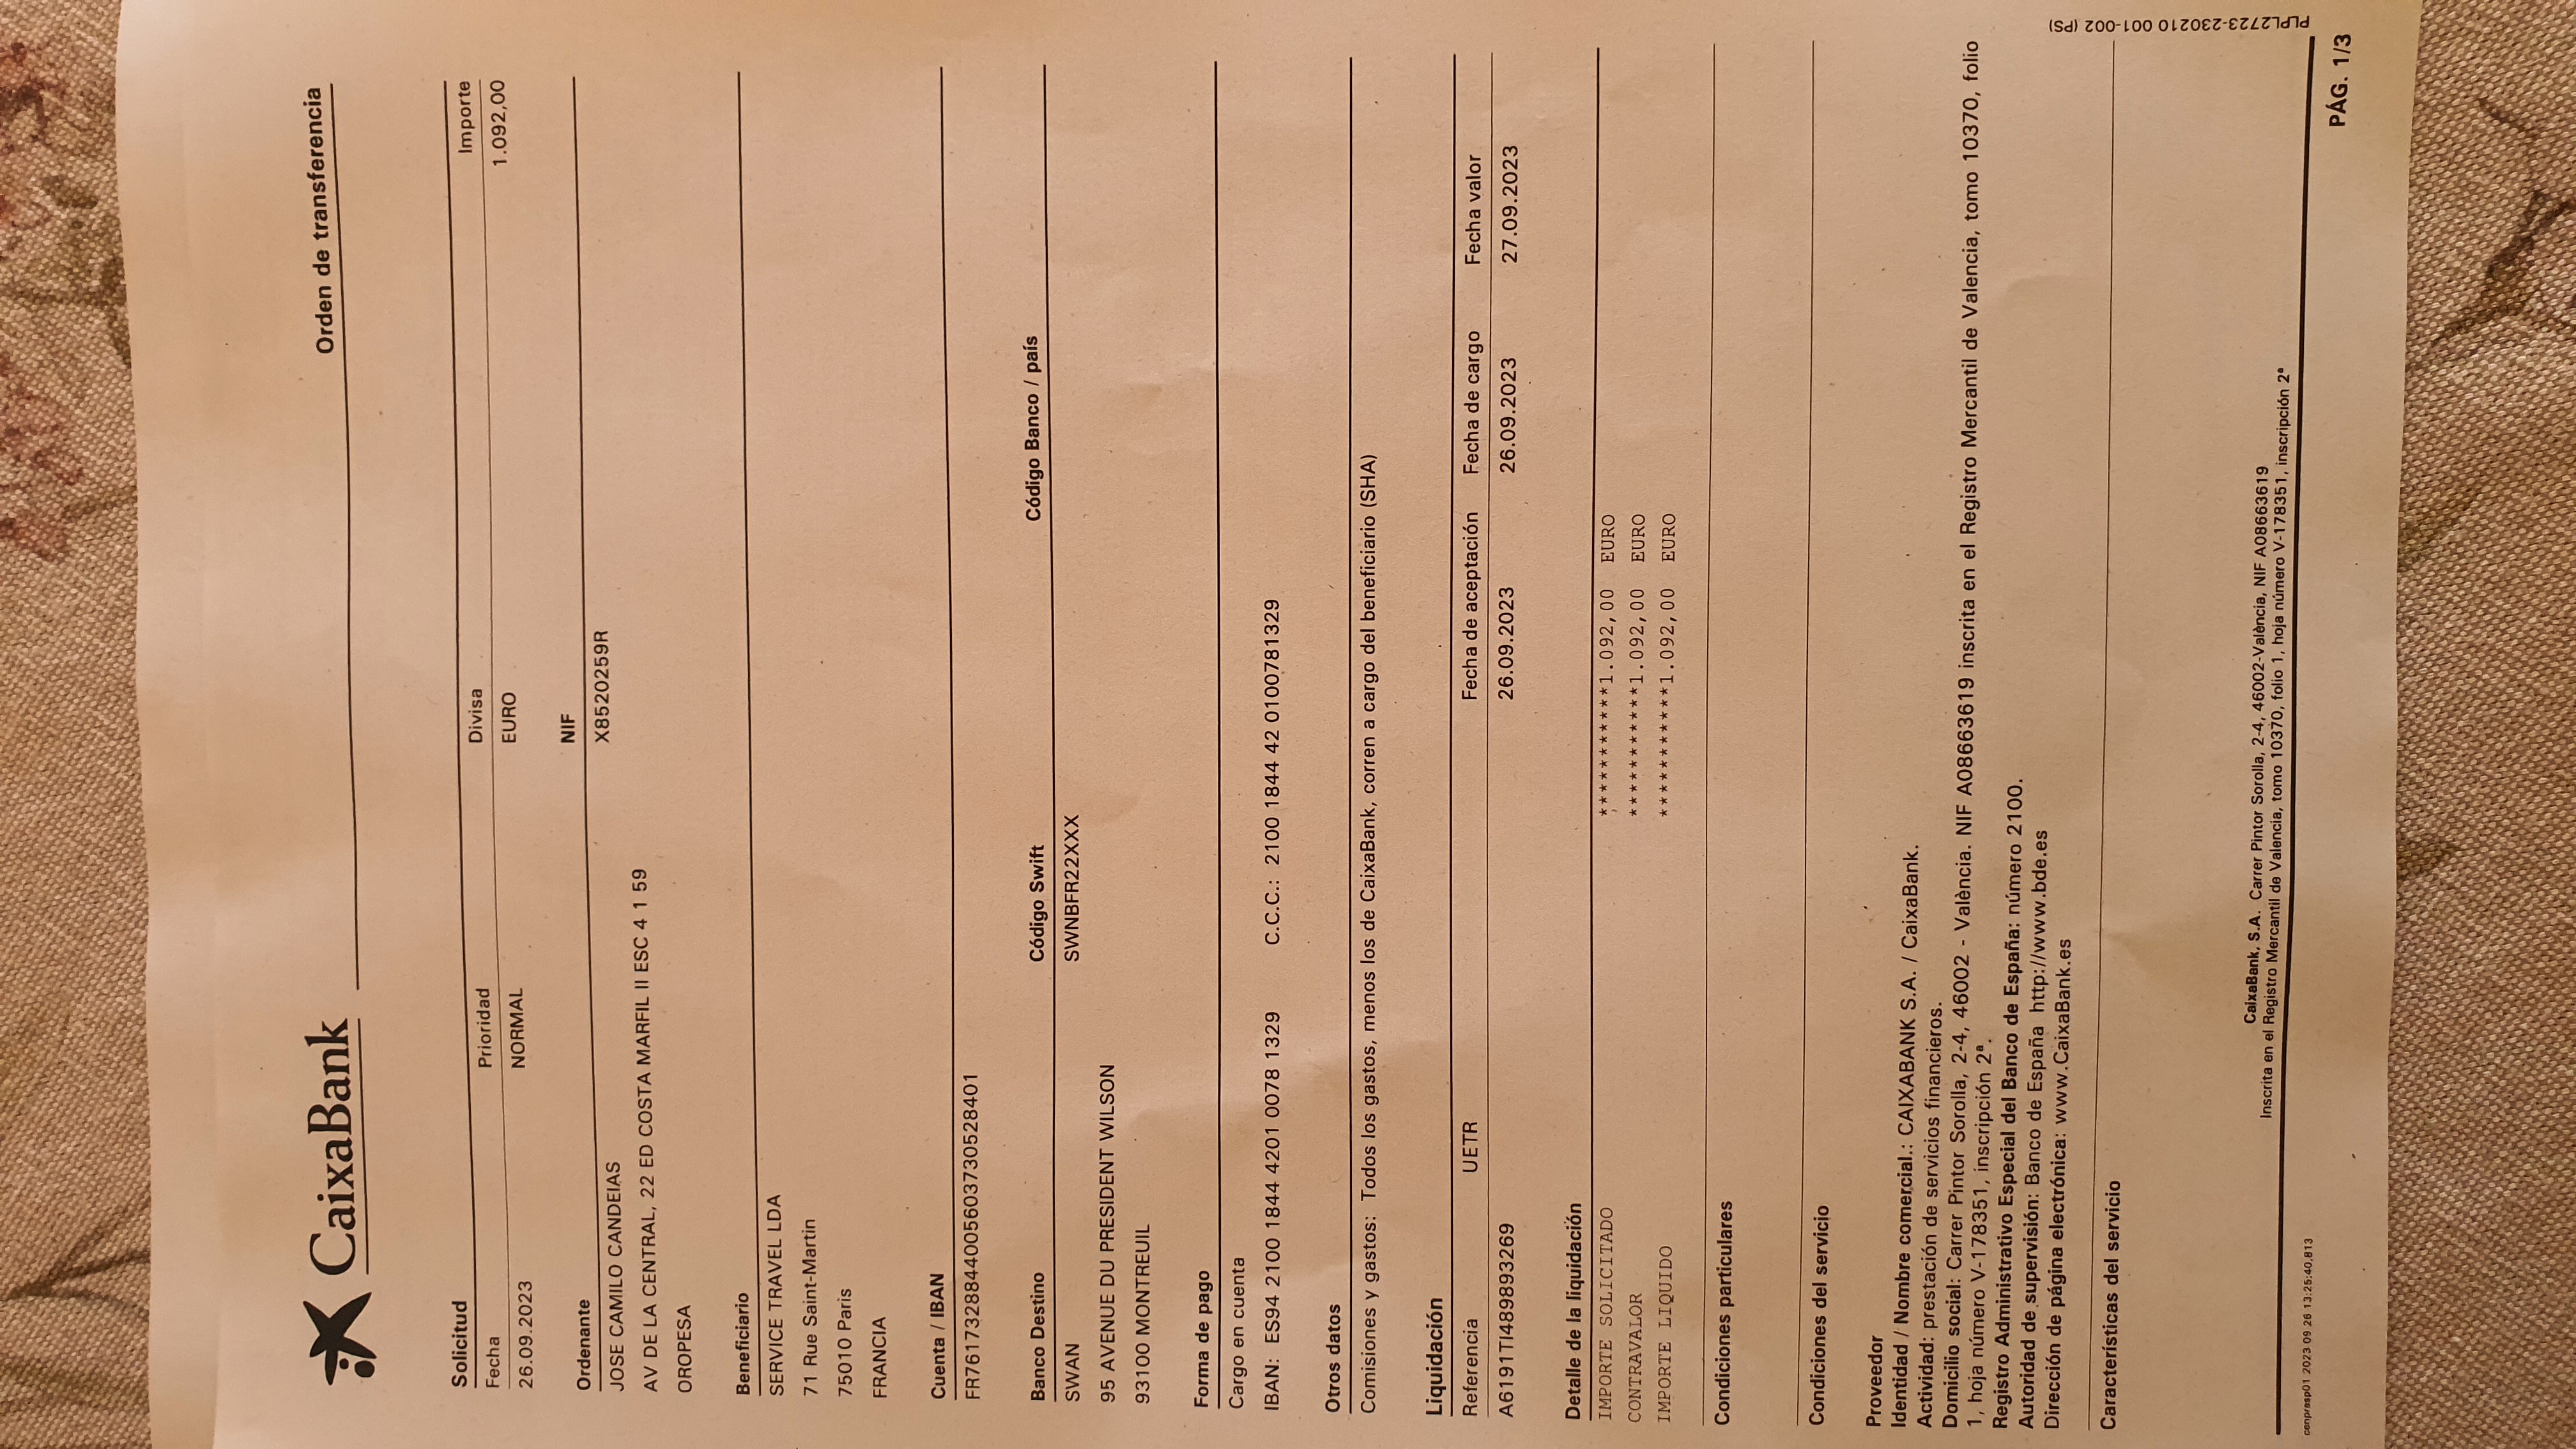 CaixaBank
Orden de transferencia
Solicitud
Fecha Prioridad Divisa Importe
26.09.2023 NORMAL EURO 1.092,00
Ordenante NIF
JOSE CAMILO CANDEIAS X8520259R
AV DE LA CENTRAL, 22 ED COSTA MARFIL II ESC 4 1 59
OROPESA
Beneficiario
SERVICE TRAVEL LDA
71 Rue Saint-Martin
75010 Paris
FRANCIA
Cuenta / IBAN
FR7617328844005603730528401
Banco Destino Código Swift Código Banco / país
SWAN SWNBFR22XXX
95 AVENUE DU PRESIDENT WILSON
93100 MONTREUIL
Forma de pago
Cargo en cuenta
IBAN: ES94 2100 1844 4201 0078 1329 C.C.C.: 2100 1844 42 0100781329
Otros datos
Comisiones y gastos: Todos los gastos, menos los de CaixaBank, corren a cargo del beneficiario (SHA)
Liquidación
Referencia UETR Fecha de aceptación Fecha de cargo Fecha valor
A6191TI489893269 26.09.2023 26.09.2023 27.09.2023
Detalle de la liquidación
IMPORTE SOLICITADO ***********1.092,00 EURO
CONTRAVALOR ***********1.092,00 EURO
IMPORTE LIQUIDO ***********1.092,00 EURO
Condiciones particulares
Condiciones del servicio
Proveedor
Identidad / Nombre comercial.: CAIXABANK S.A. / CaixaBank.
Actividad: prestación de servicios financieros.
Domicilio social: Carrer Pintor Sorolla, 2-4, 46002 - València. NIF A08663619 inscrita en el Registro Mercantil de Valencia, tomo 10370, folio
1, hoja número V-178351, inscripción 2ª.
Registro Administrativo Especial del Banco de España: número 2100.
Autoridad de supervisión: Banco de España http://www.bde.es
Dirección de página electrónica: www.CaixaBank.es
Características del servicio
CaixaBank, S.A. Carrer Pintor Sorolla, 2-4, 46002-València, NIF A08663619
Inscrita en el Registro Mercantil de Valencia, tomo 10370, folio 1, hoja número V-178351, inscripción 2ª
cenprasp01 2023 09 26 13:25:40,813
PÁG. 1/3
PLPL2723-230210 001-002 (PS)